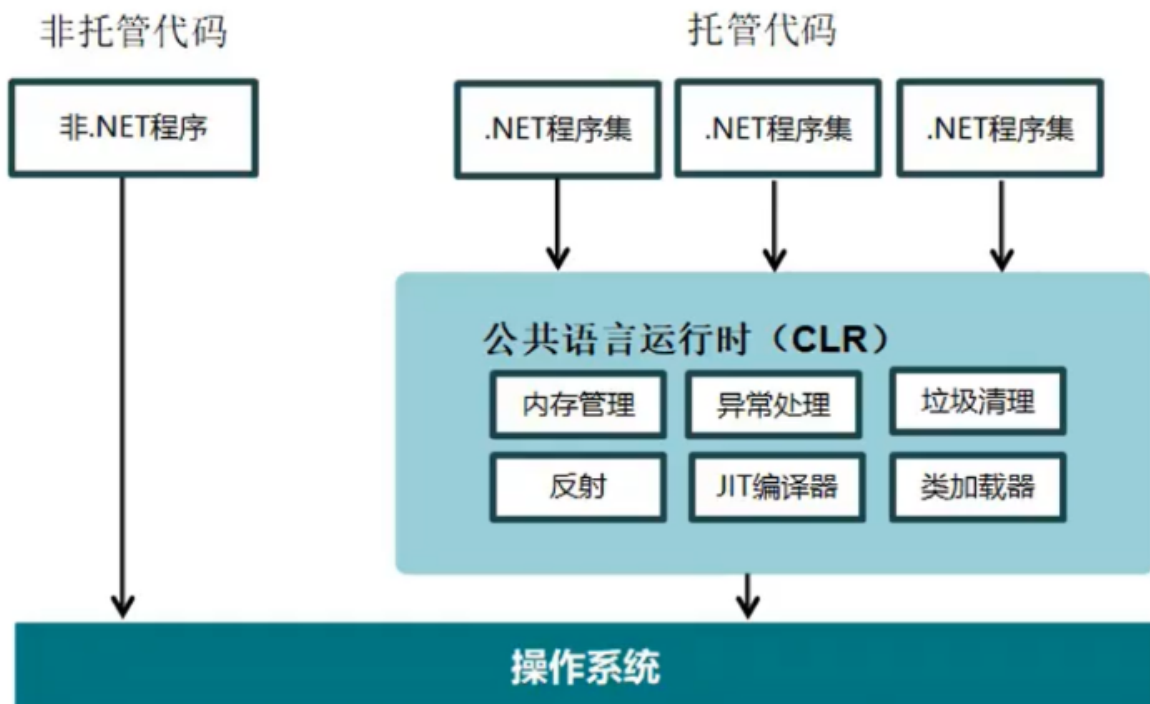 非托管代码
托管代码
非.NET程序
.NET程序集
.NET程序集
.NET程序集
公共语言运行时（CLR）
内存管理
异常处理
垃圾清理
反射
JIT编译器
类加载器
操作系统